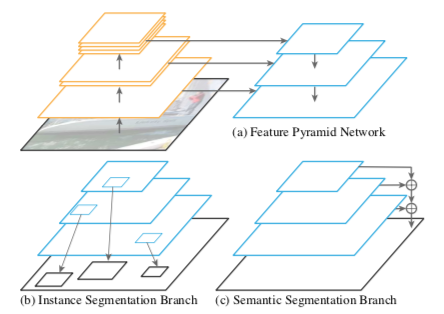 (a) Feature Pyramid Network
(b) Instance Segmentation Branch (c) Semantic Segmentation Branch